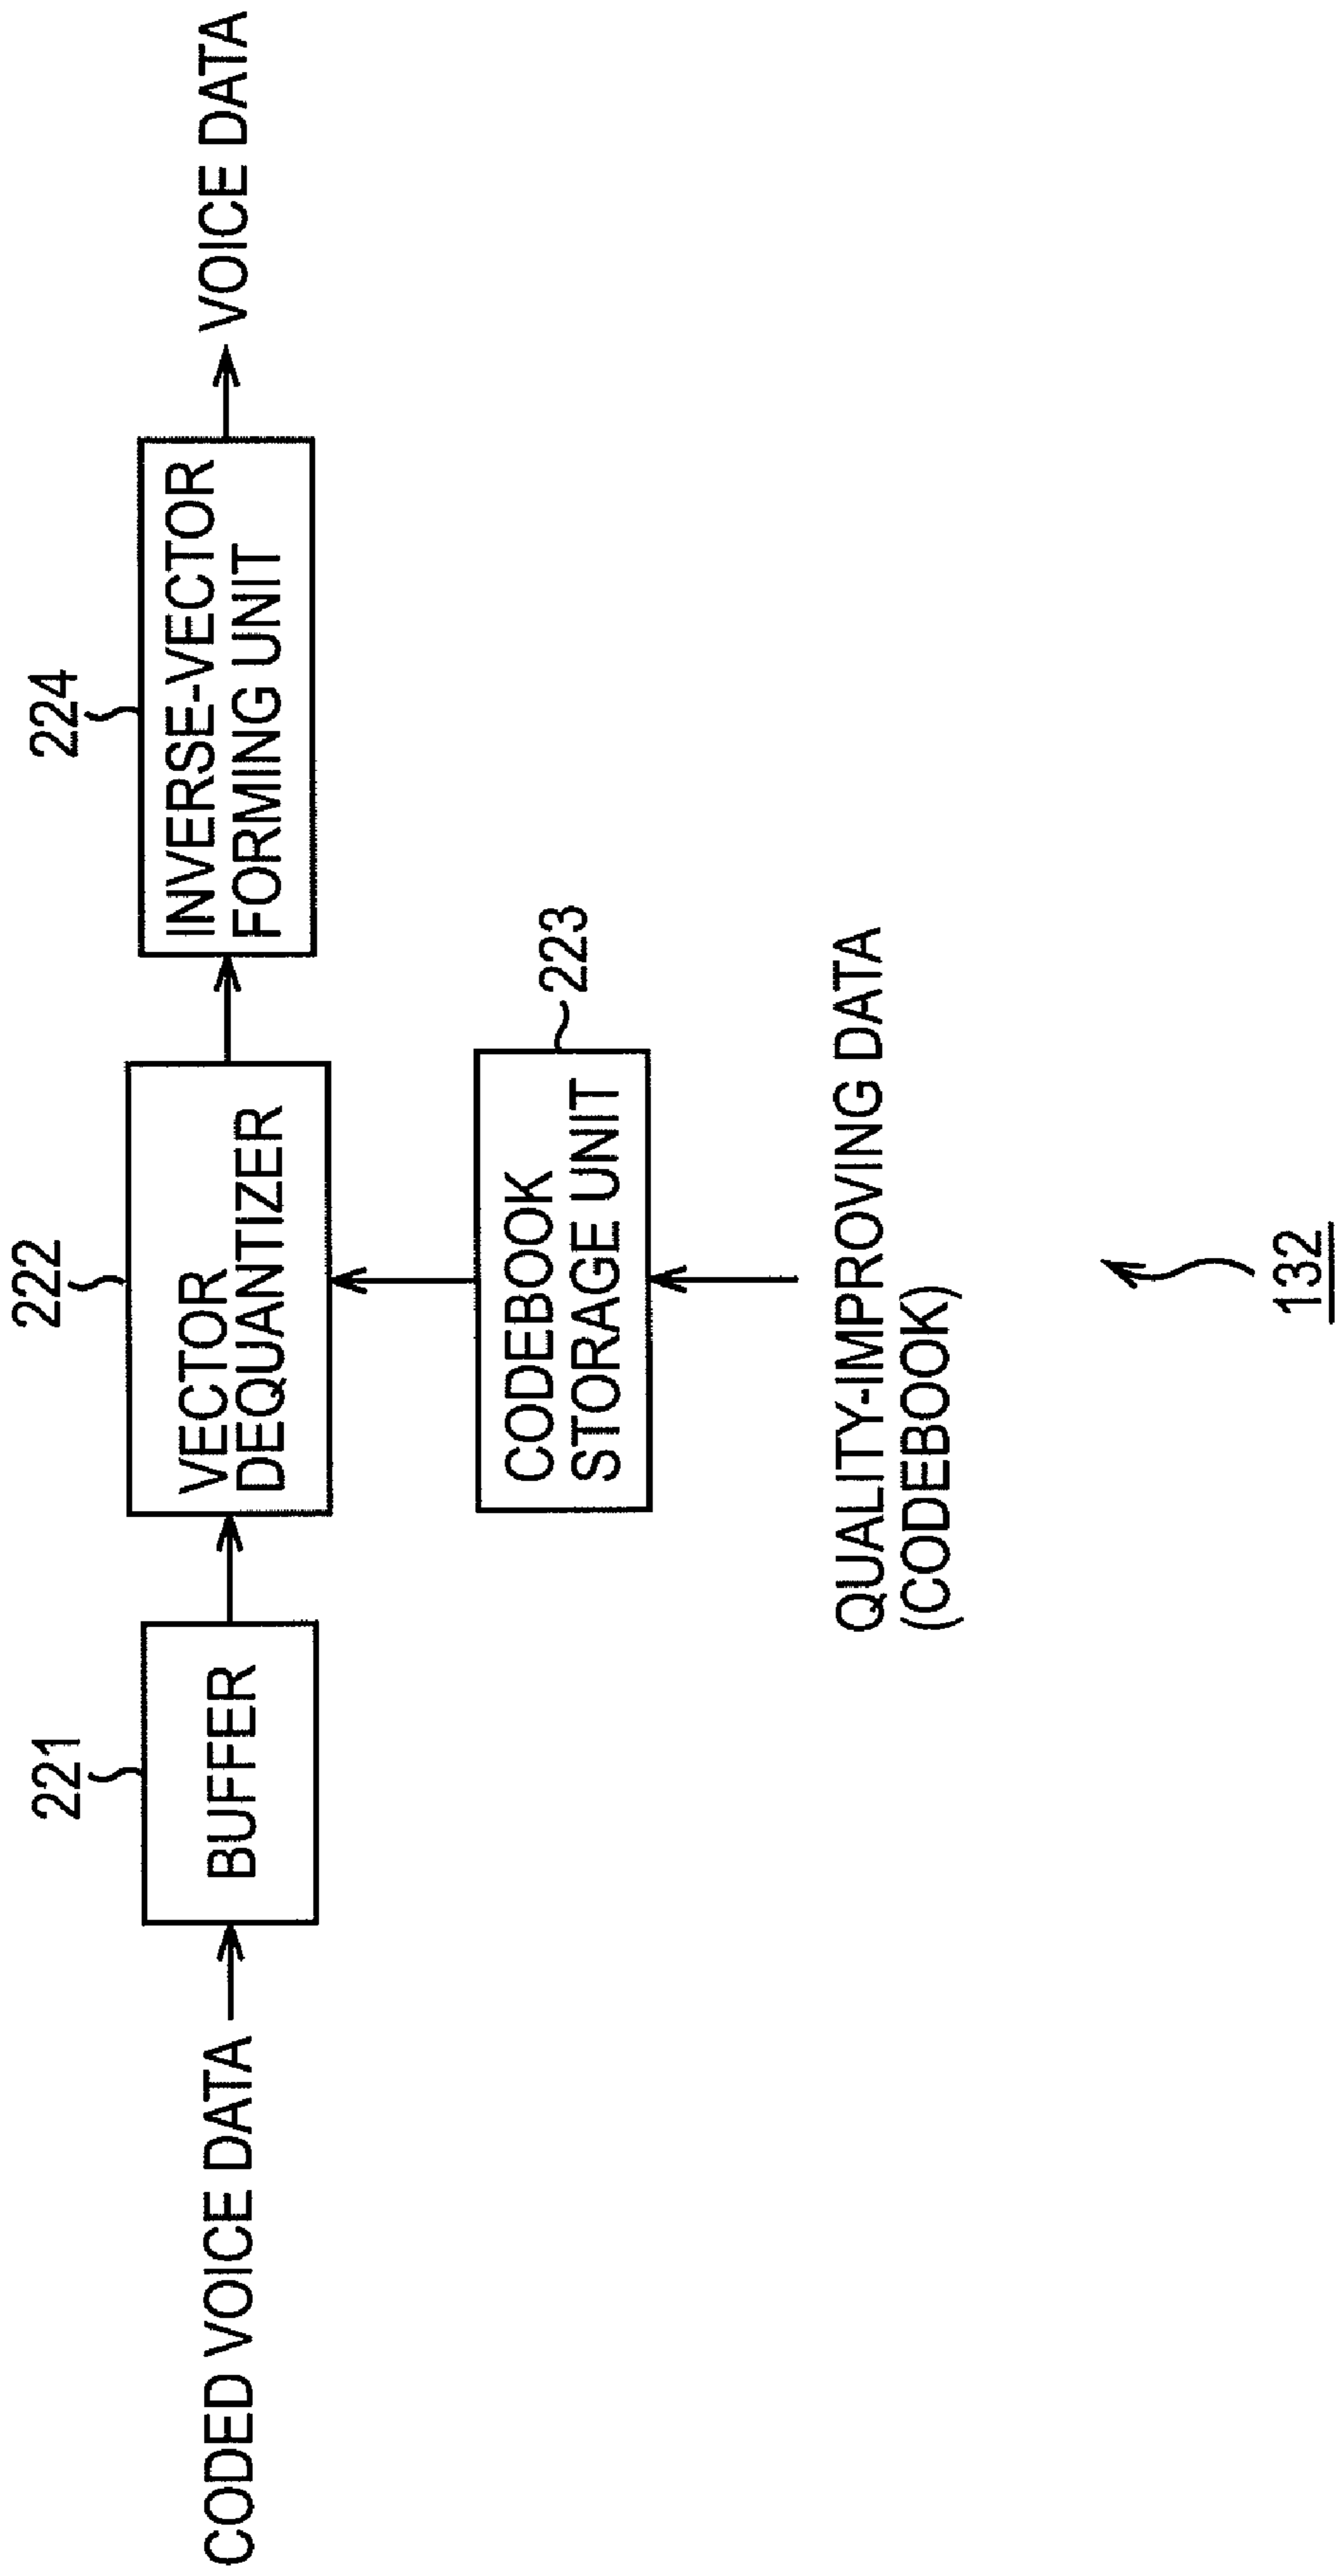 221
222
224
CODED VOICE DATA
BUFFER
VECTOR
DEQUANTIZER
INVERSE-VECTOR
FORMING UNIT
VOICE DATA
223
CODEBOOK
STORAGE UNIT
QUALITY-IMPROVING DATA
(CODEBOOK)
132